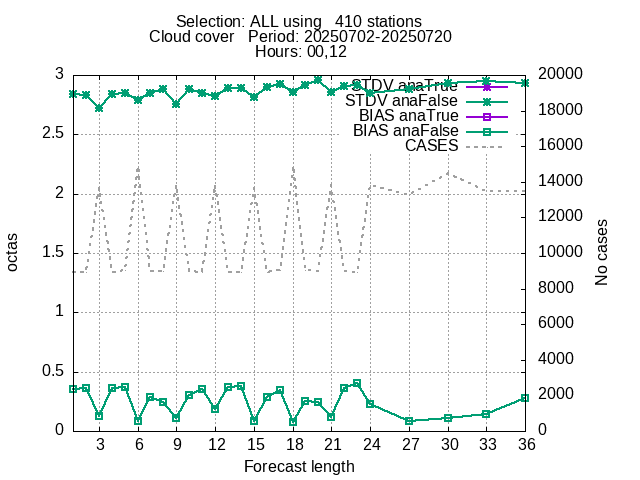 Selection: ALL using   410 stations
Cloud cover   Period: 20250702-20250720
Hours: 00,12
3
2.5
2
1.5
1
0.5
0
20000
18000
16000
14000
12000
10000
8000
6000
4000
2000
0
STDV anaTrue
STDV anaFalse
BIAS anaTrue
BIAS anaFalse
CASES
octas
No cases
3 6 9 12 15 18 21 24 27 30 33 36
Forecast length